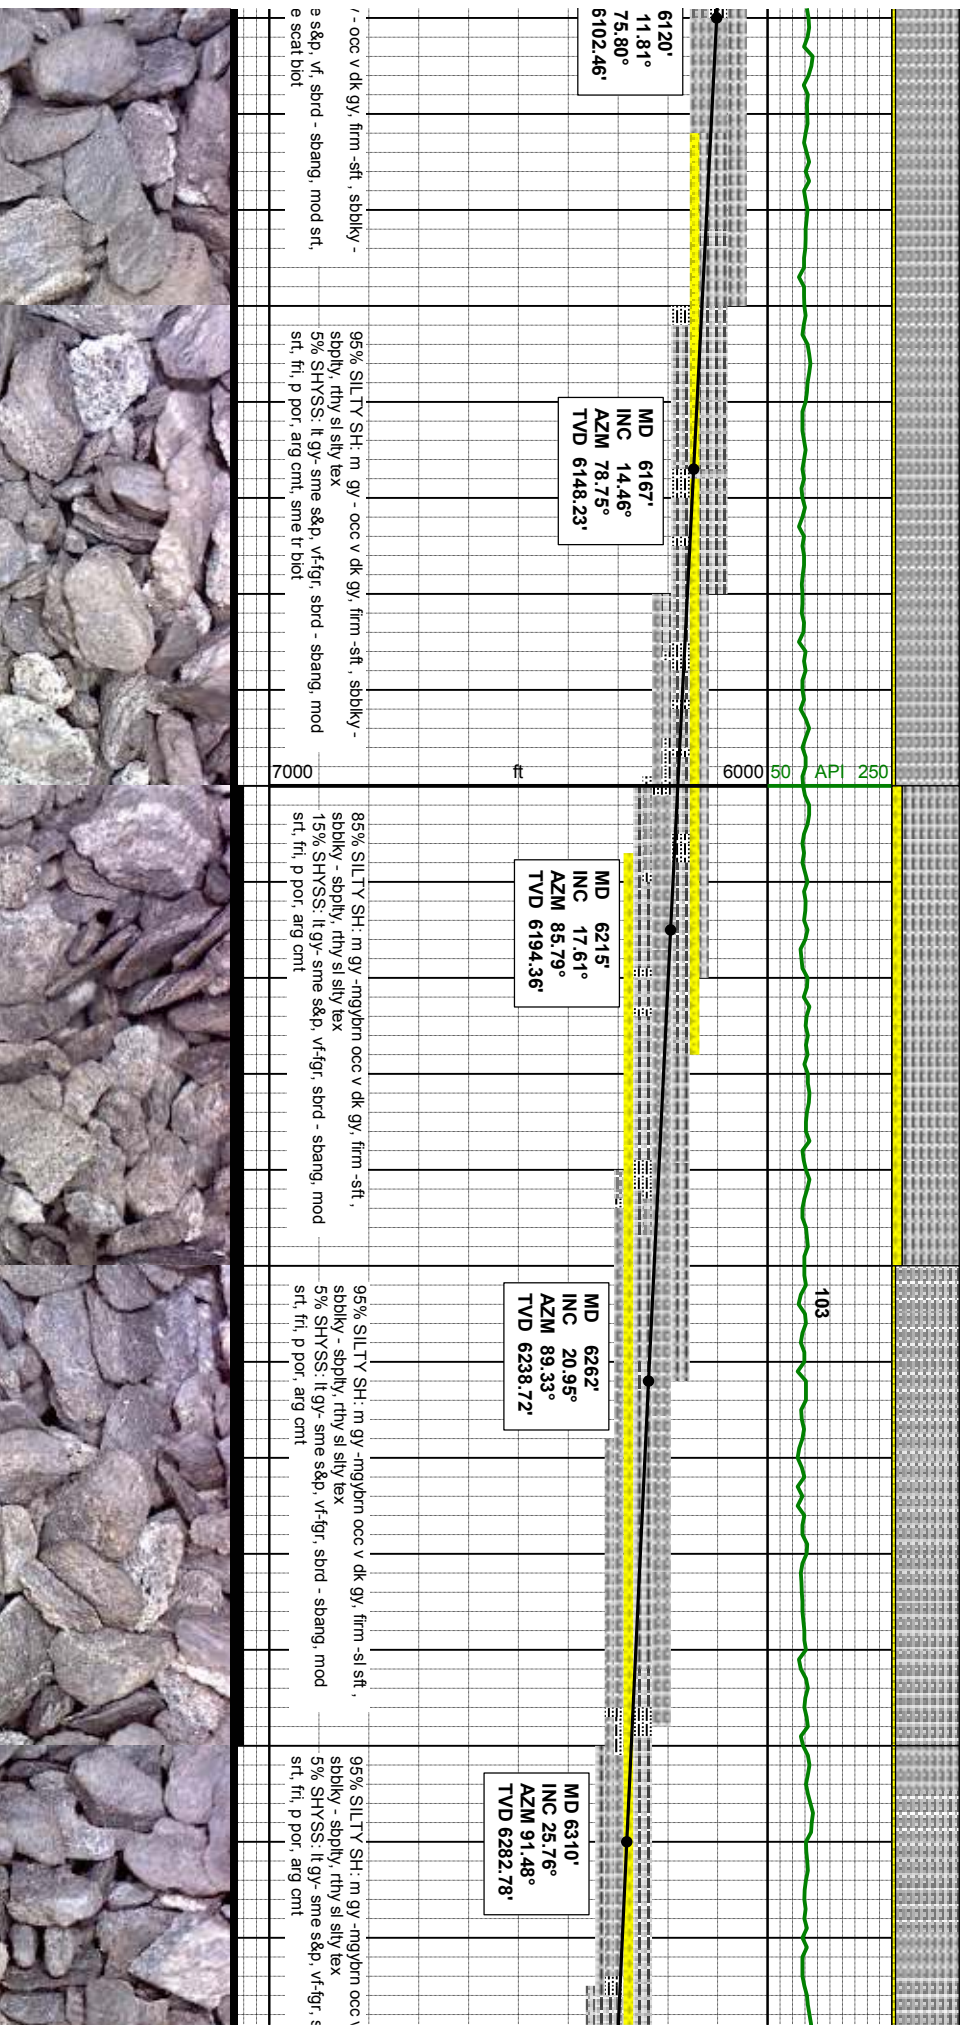 6120'
11.81°
75.80°
6102.46'
- occ v dk gy, firm -sft , sbblky -
e s&p, vf, sbrd - sbang, mod srt,
e scat biot
MD 6167'
INC 14.46°
AZM 78.75°
TVD 6148.23'
95% SILTY SH: m gy - occ v dk gy, firm -sft , sbblky -
sbplty, rthy sl slty tex
5% SHYSS: lt gy- sme s&p, vf-fgr, sbrd - sbang, mod
srt, fri, p por, arg cmt, sme tr biot
7000 ft 6000 50 API 250
MD 6215'
INC 17.61°
AZM 85.79°
TVD 6194.36'
85% SILTY SH: m gy -mgybrn occ v dk gy, firm -sft ,
sbblky - sbplty, rthy sl slty tex
15% SHYSS: lt gy- sme s&p, vf-fgr, sbrd - sbang, mod
srt, fri, p por, arg cmt
103
MD 6262'
INC 20.95°
AZM 89.33°
TVD 6238.72'
95% SILTY SH: m gy -mgybrn occ v dk gy, firm -sl sft ,
sbblky - sbplty, rthy sl slty tex
5% SHYSS: lt gy- sme s&p, vf-fgr, sbrd - sbang, mod
srt, fri, p por, arg cmt
MD 6310'
INC 25.76°
AZM 91.48°
TVD 6282.78'
95% SILTY SH: m gy -mgybrn occ v
sbblky - sbplty, rthy sl slty tex
5% SHYSS: lt gy- sme s&p, vf-fgr, s
srt, fri, p por, arg cmt